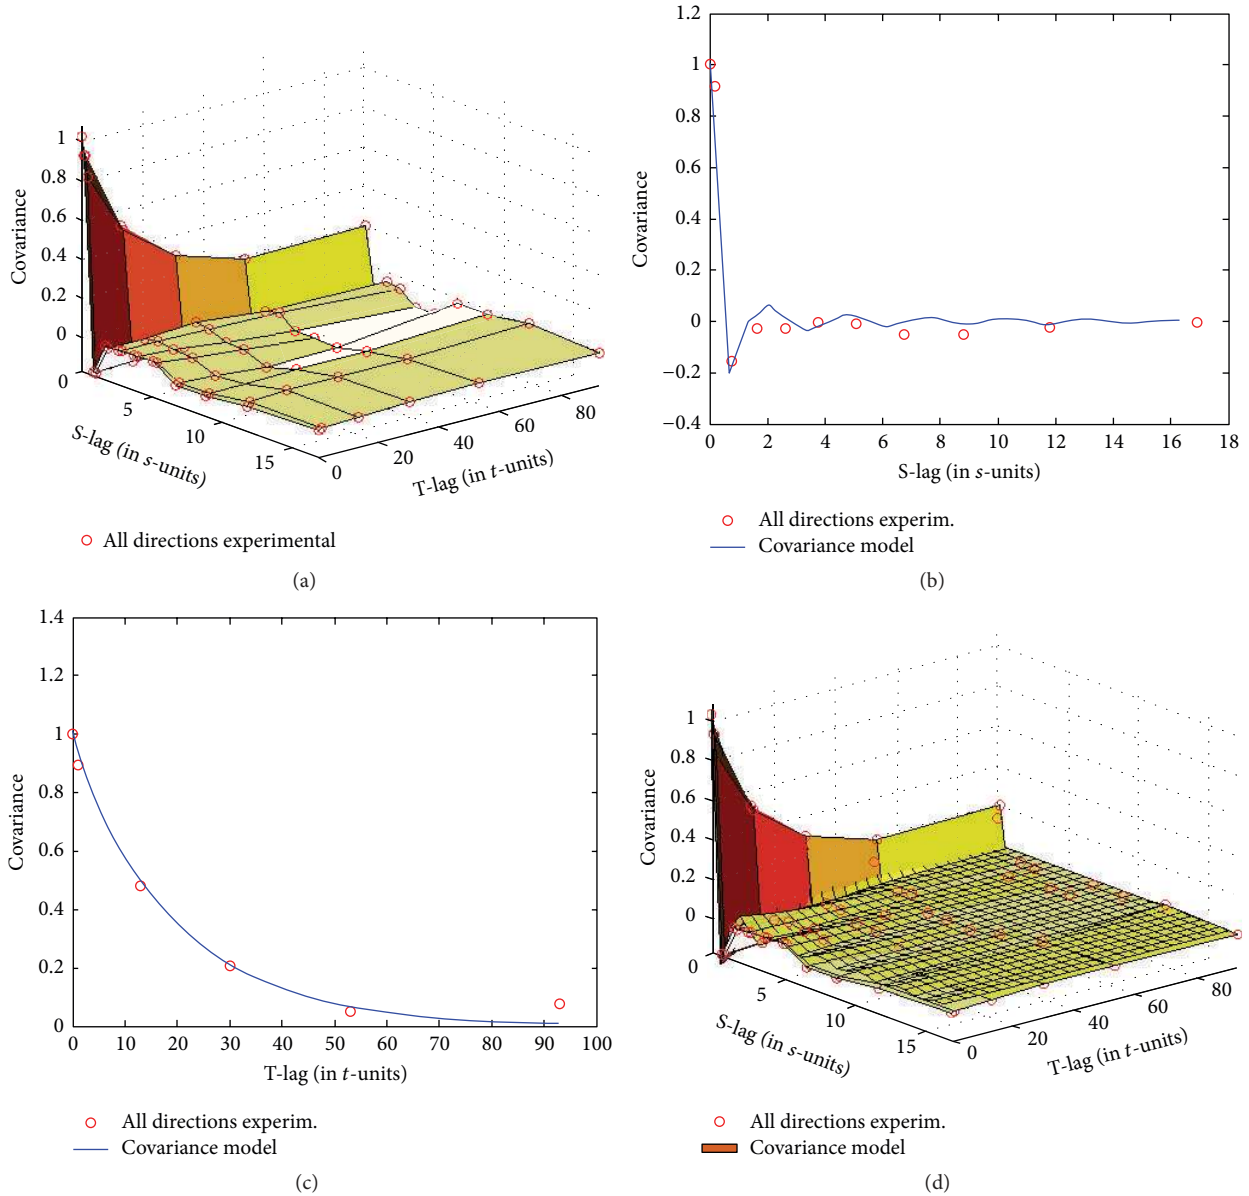 1
0.8
0.6
0.4
0.2
0
Covariance
0
5
10
15
S-lag (in s-units)
0
20
40
60
80
T-lag (in t-units)
All directions experimental
(a)
1.2
1
0.8
0.6
0.4
0.2
0
−0.2
−0.4
Covariance
0 2 4 6 8 10 12 14 16 18
S-lag (in s-units)
All directions experim.
Covariance model
(b)
1.4
1.2
1
0.8
0.6
0.4
0.2
0
Covariance
0 10 20 30 40 50 60 70 80 90 100
T-lag (in t-units)
All directions experim.
Covariance model
(c)
1
0.8
0.6
0.4
0.2
0
Covariance
0
5
10
15
S-lag (in s-units)
0
20
40
60
80
T-lag (in t-units)
All directions experim.
Covariance model
(d)